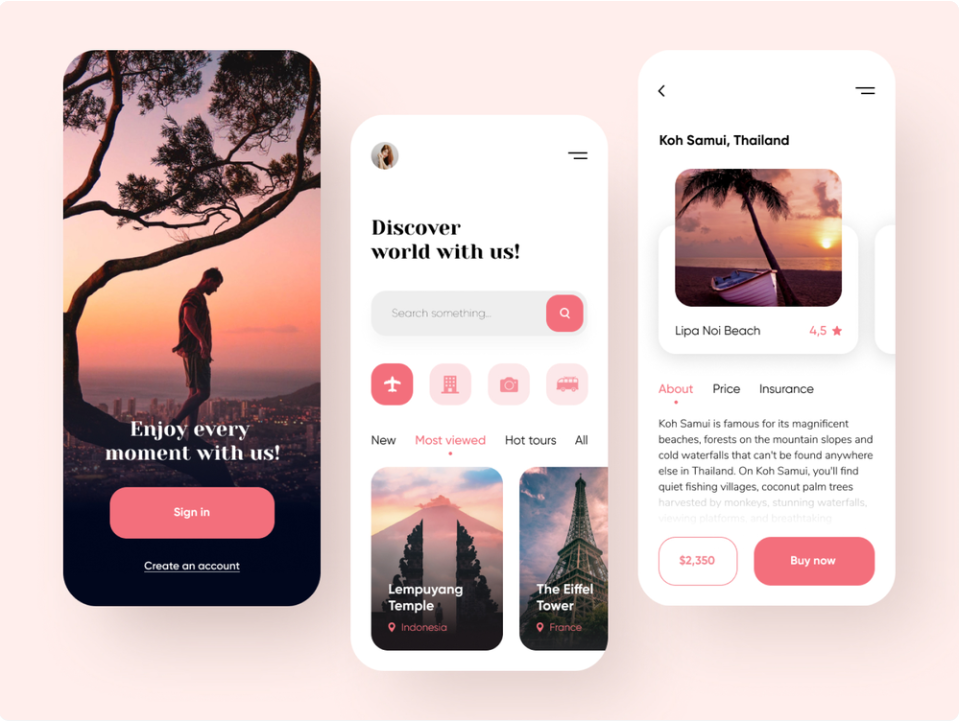 Enjoy every
moment with us!
Sign in
Create an account
Discover
world with us!
Search something...
New Most viewed Hot tours All
Lempuyang
Temple
Indonesia
The Eiffel
Tower
France
Koh Samui, Thailand
Lipa Noi Beach 4,5
About Price Insurance
Koh Samui is famous for its magnificent
beaches, forests on the mountain slopes and
cold waterfalls that can't be found anywhere
else in Thailand. On Koh Samui, you'll find
quiet fishing villages, coconut palm trees
harvested by monkeys, stunning waterfalls,
viewing platforms, and breathtaking
$2,350 Buy now